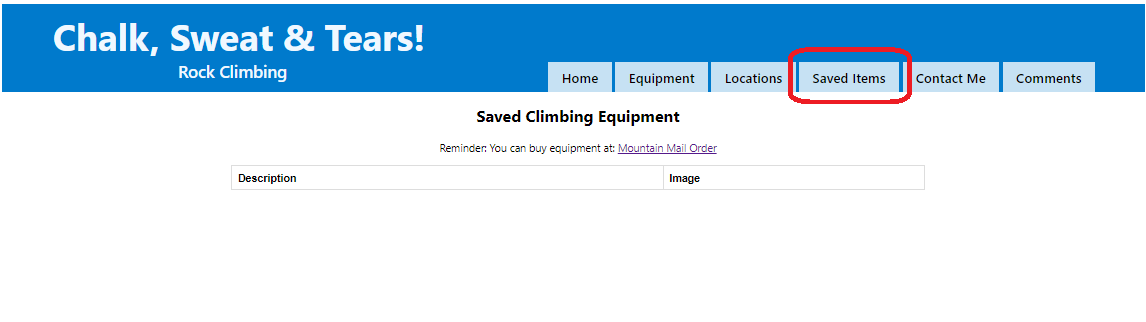 Chalk, Sweat & Tears!
Rock Climbing
Home Equipment Locations Saved Items Contact Me Comments
Saved Climbing Equipment
Reminder: You can buy equipment at: Mountain Mail Order
Description Image